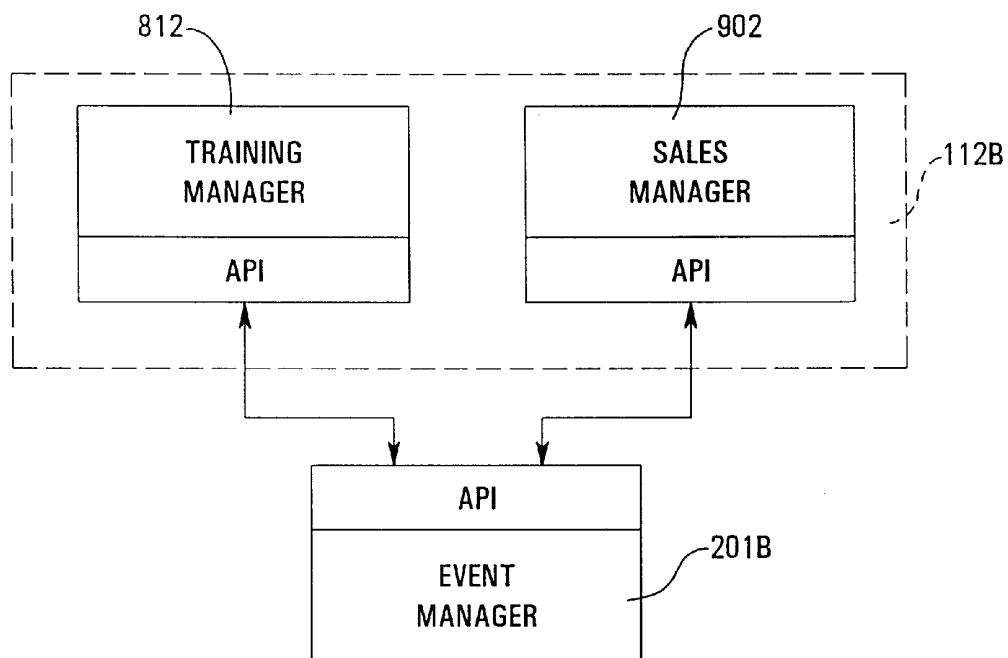 812
902
TRAINING
MANAGER
SALES
MANAGER
112B
API
API
API
201B
EVENT
MANAGER